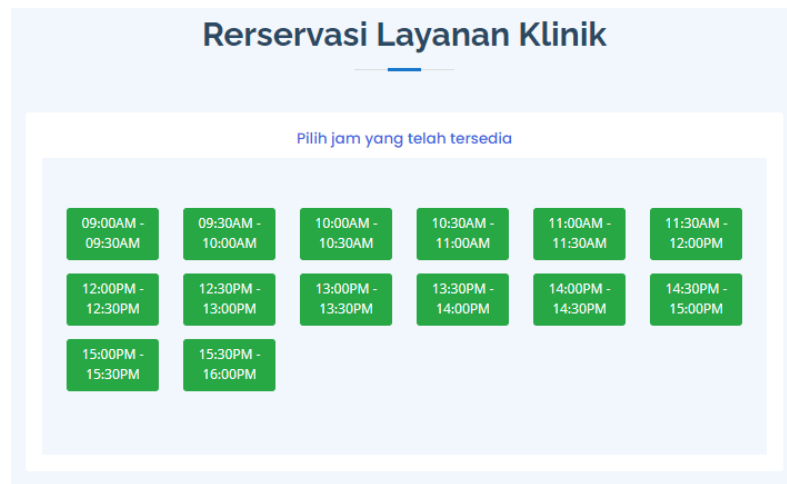 Rerservasi Layanan Klinik
Pilih jam yang telah tersedia
09:00AM -
09:30AM
09:30AM -
10:00AM
10:00AM -
10:30AM
10:30AM -
11:00AM
11:00AM -
11:30AM
11:30AM -
12:00PM
12:00PM -
12:30PM
12:30PM -
13:00PM
13:00PM -
13:30PM
13:30PM -
14:00PM
14:00PM -
14:30PM
14:30PM -
15:00PM
15:00PM -
15:30PM
15:30PM -
16:00PM